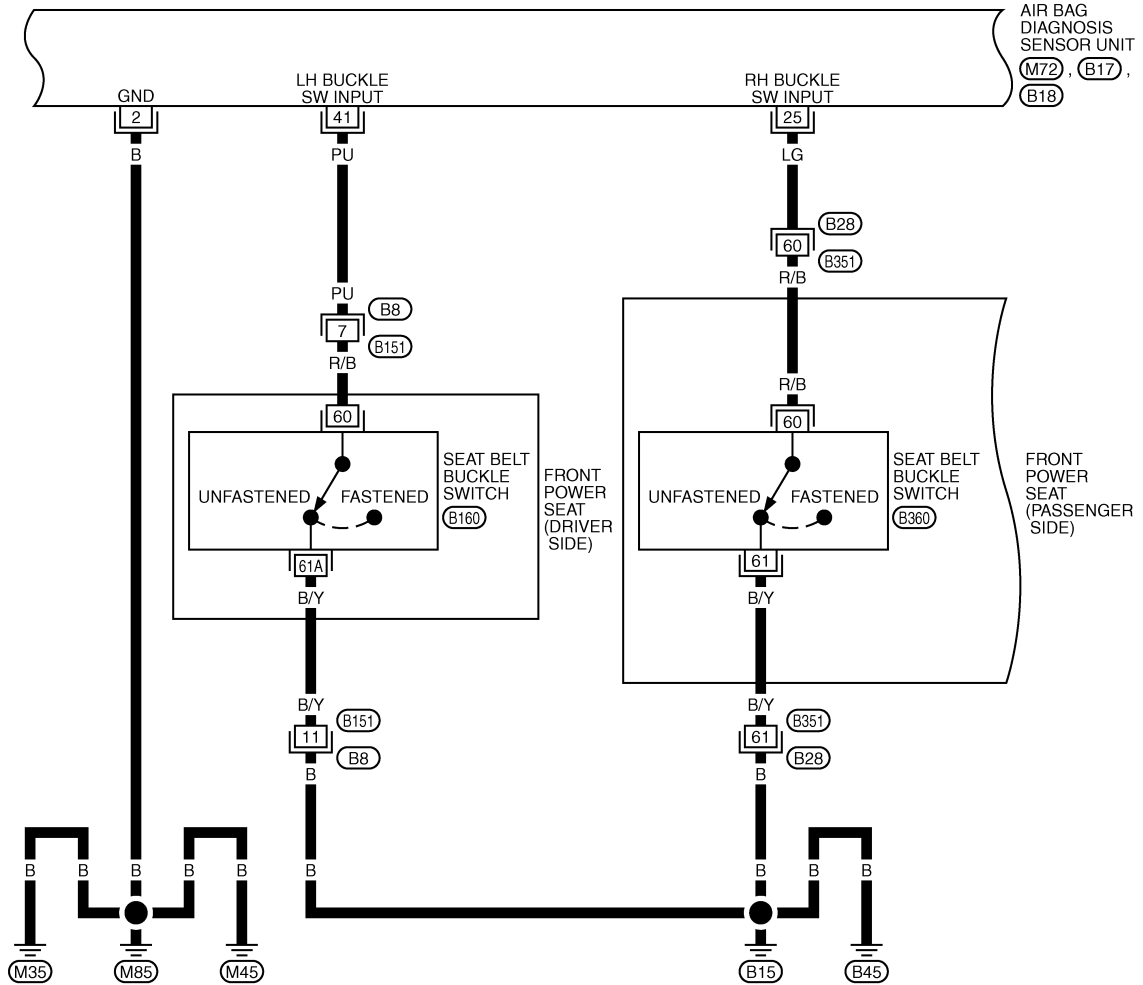 AIR BAG
DIAGNOSIS
SENSOR UNIT
M72 , B17 ,
B18
GND
LH BUCKLE
SW INPUT
RH BUCKLE
SW INPUT
2
41
25
B
PU
LG
B28
60
B351
R/B
PU
B8
7
B151
R/B
R/B
60
60
SEAT BELT
BUCKLE
SWITCH
B160
UNFASTENED
FASTENED
FRONT
POWER
SEAT
(DRIVER
SIDE)
SEAT BELT
BUCKLE
SWITCH
B360
UNFASTENED
FASTENED
FRONT
POWER
SEAT
(PASSENGER
SIDE)
61A
61
B/Y
B/Y
B/Y
B/Y
B151
11
B8
B351
61
B28
B
B
B
B
B
B
B
B
B
B
B
M35
M85
M45
B15
B45